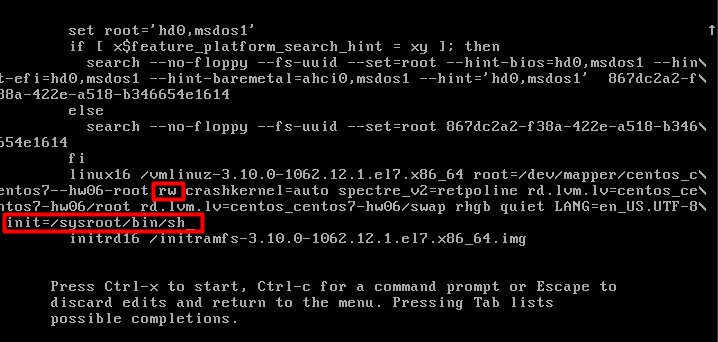 set root='hd0,msdos1'
if [ x$feature_platform_search_hint = xy ]; then
search --no-floppy --fs-uuid --set=root --hint-bios=hd0,msdos1 --hin\
t-efi=hd0,msdos1 --hint-baremetal=ahci0,msdos1 --hint='hd0,msdos1'  867dc2a2-f\
38a-422e-a518-b346654e1614
else
search --no-floppy --fs-uuid --set=root 867dc2a2-f38a-422e-a518-b346\
654e1614
fi
linux16 /vmlinuz-3.10.0-1062.12.1.el7.x86_64 root=/dev/mapper/centos_c\
entos7--hw06-root rw crashkernel=auto spectre_v2=retpoline rd.lvm.lv=centos_ce\
ntos7-hw06/root rd.lvm.lv=centos_centos7-hw06/swap rhgb quiet LANG=en_US.UTF-8\
init=/sysroot/bin/sh_
initrd16 /initramfs-3.10.0-1062.12.1.el7.x86_64.img
Press Ctrl-x to start, Ctrl-c for a command prompt or Escape to
discard edits and return to the menu. Pressing Tab lists
possible completions.